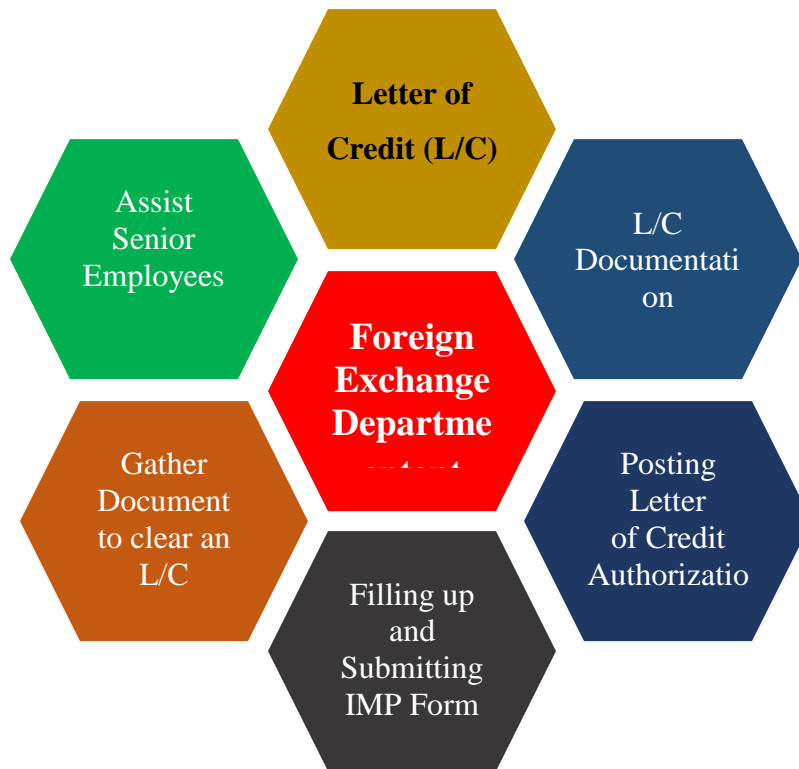 Letter of
Credit (L/C)
Assist
Senior
Employees
L/C
Documentati
on
Foreign
Exchange
Departme
Gather
Document
to clear an
L/C
Posting
Letter
of Credit
Authorizatio
Filling up
and
Submitting
IMP Form